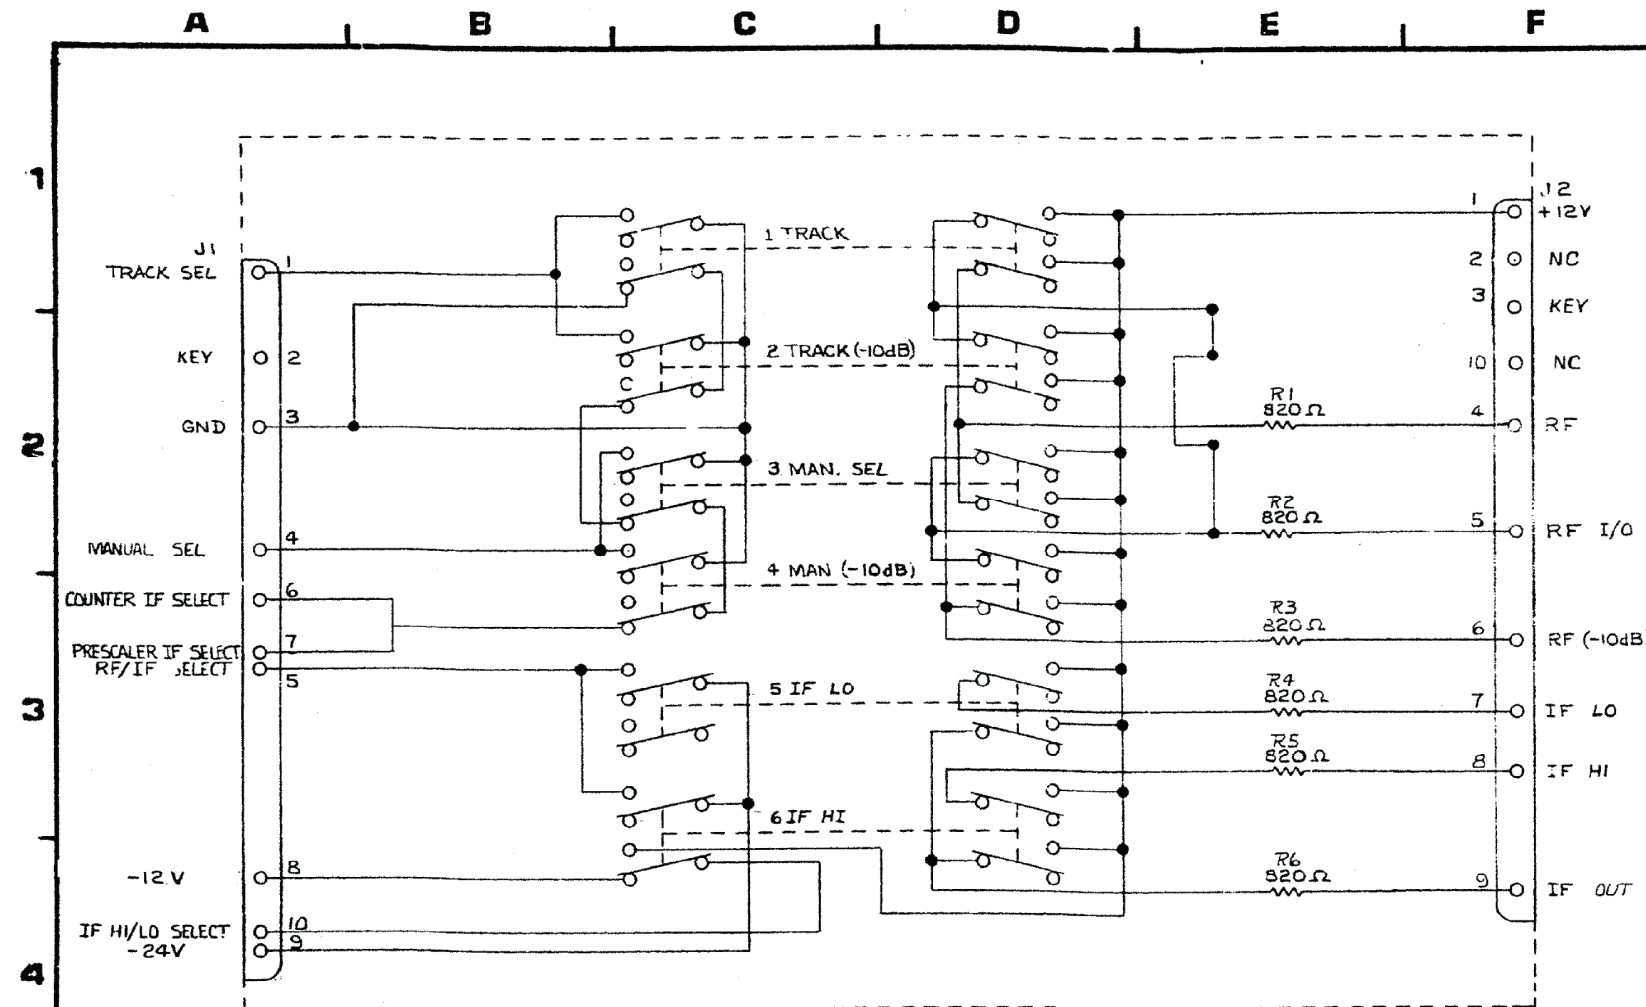 A B C D E F
1
2
3
4
J1
TRACK SEL 1
KEY 2
GND 3
MANUAL SEL 4
COUNTER IF SELECT 6
PRESCALER IF SELECT 7
RF/IF SELECT 5
-12V 8
IF HI/LO SELECT 10
-24V 9
1 TRACK
2 TRACK (-10dB)
3 MAN. SEL
4 MAN (-10dB)
5 IF LO
6 IF HI
R1
820Ω
R2
820Ω
R3
820Ω
R4
820Ω
R5
820Ω
R6
820Ω
J2
1 +12V
2 NC
3 KEY
10 NC
4 RF
5 RF I/O
6 RF (-10dB
7 IF LO
8 IF HI
9 IF OUT